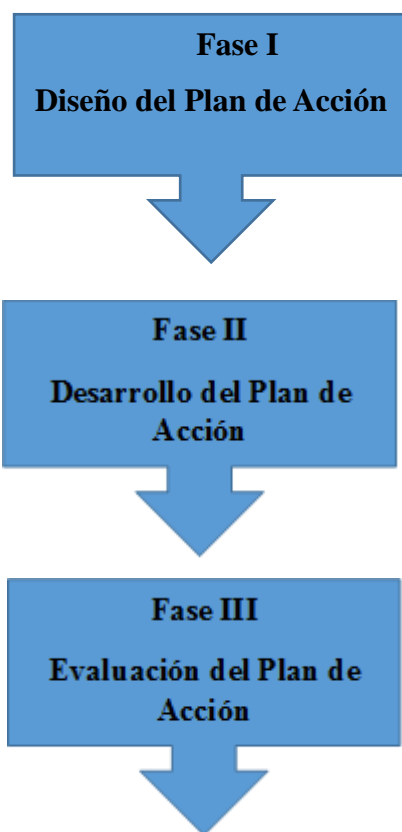 Fase I
Diseño del Plan de Acción
Fase II
Desarrollo del Plan de
Acción
Fase III
Evaluación del Plan de
Acción